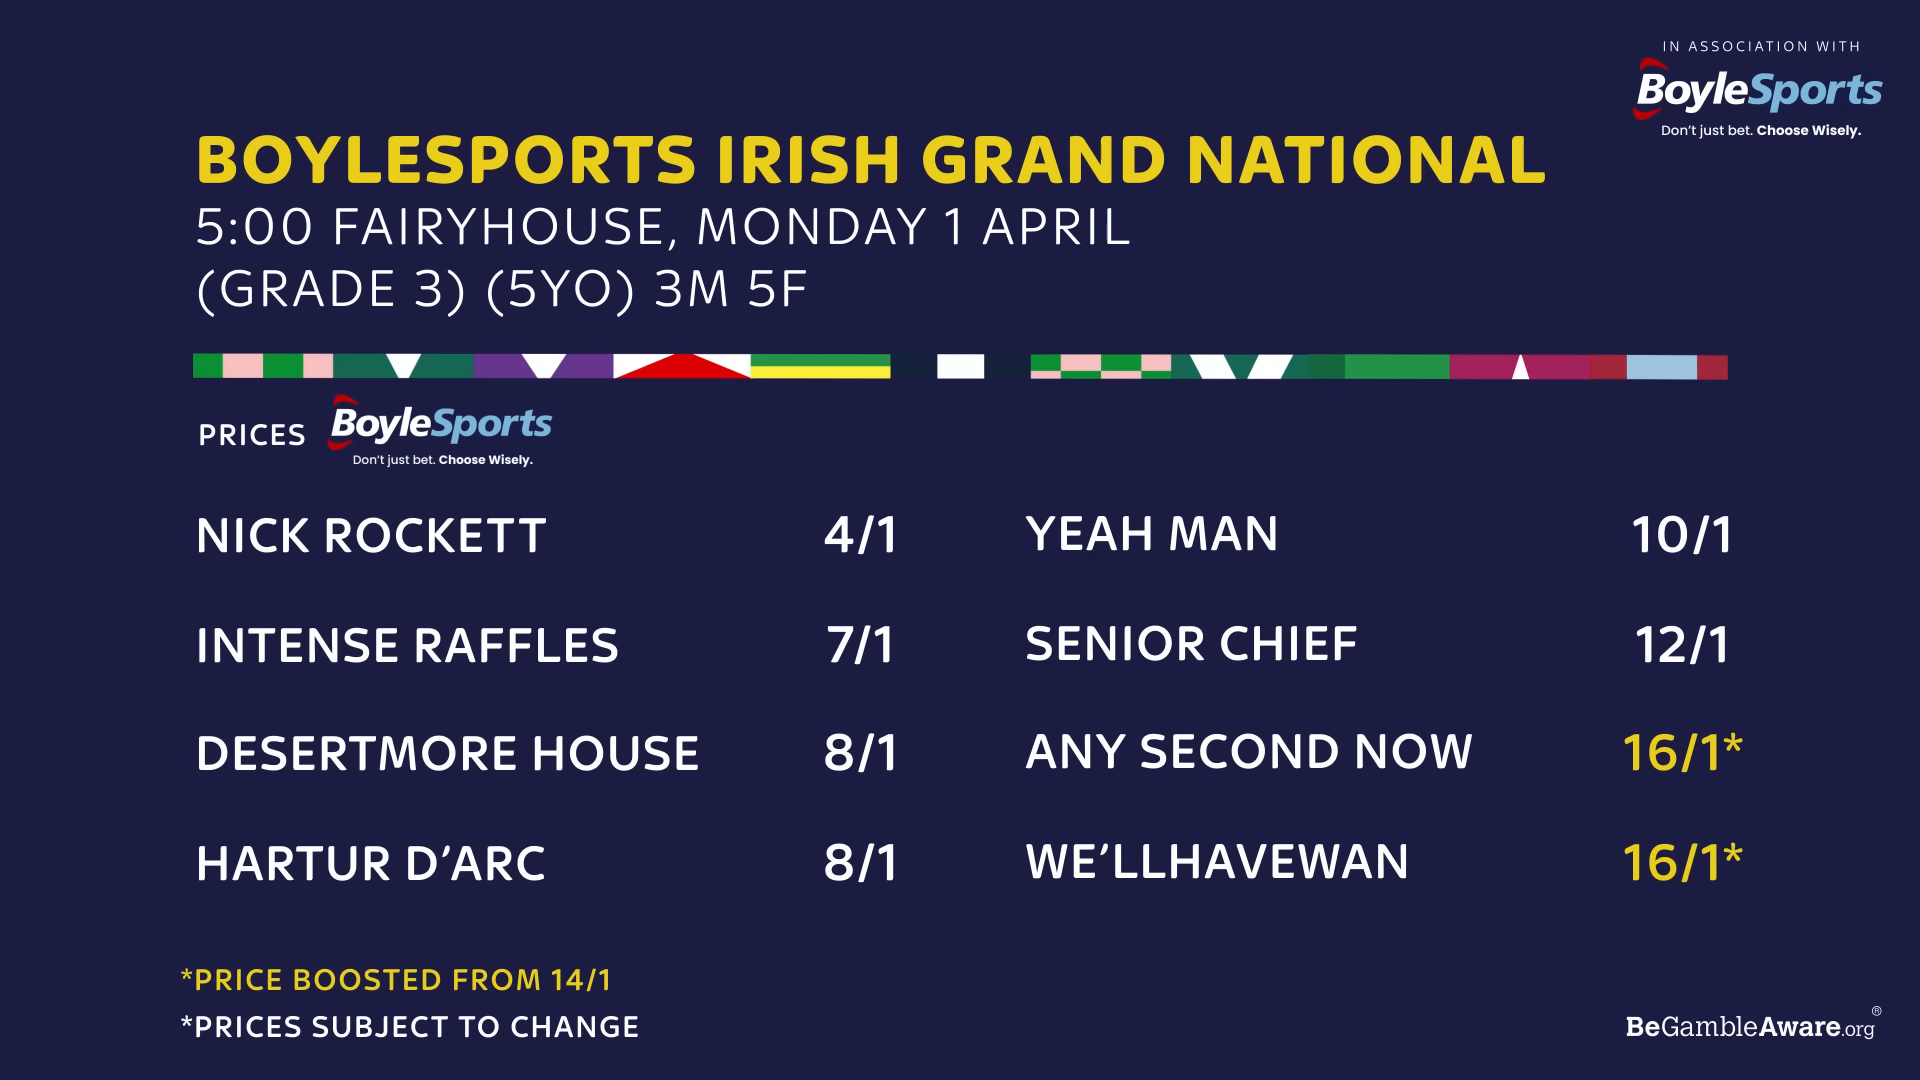 IN ASSOCIATION WITH
BoyleSports
Don't just bet. Choose Wisely.
BOYLESPORTS IRISH GRAND NATIONAL
5:00 FAIRYHOUSE, MONDAY 1 APRIL
(GRADE 3) (5YO) 3M 5F
PRICES BoyleSports
Don't just bet. Choose Wisely.
NICK ROCKETT 4/1
INTENSE RAFFLES 7/1
DESERTMORE HOUSE 8/1
HARTUR D’ARC 8/1
YEAH MAN 10/1
SENIOR CHIEF 12/1
ANY SECOND NOW 16/1*
WE’LLHAVEWAN 16/1*
*PRICE BOOSTED FROM 14/1
*PRICES SUBJECT TO CHANGE
BeGambleAware.org®